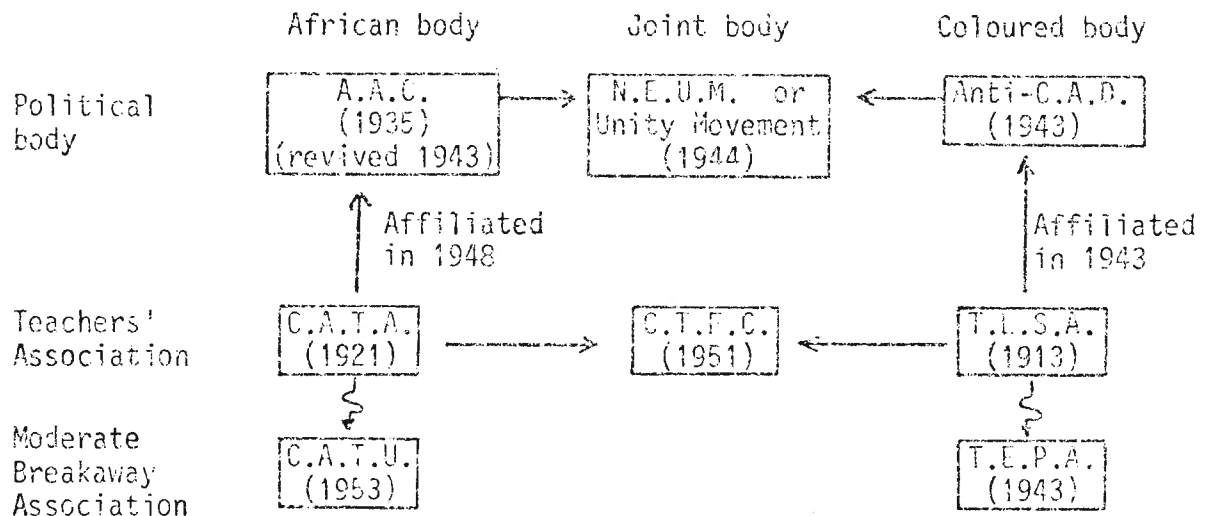 African body Joint body Coloured body
Political body
A.A.C.
(1935)
(revived 1943)
N.E.U.M. or
Unity Movement
(1944)
Anti-C.A.D.
(1943)
Affiliated
in 1948
Affiliated
in 1943
Teachers'
Association
C.A.T.A.
(1921)
C.T.F.C.
(1951)
T.L.S.A.
(1913)
Moderate
Breakaway
Association
C.A.T.U.
(1953)
T.E.P.A.
(1943)